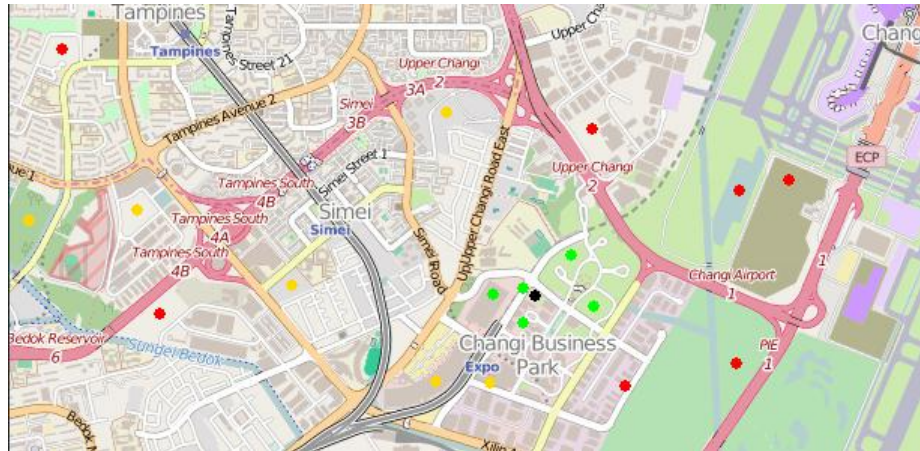 Tampines
Tampines
Tampines Street 21
Upper Changi
2
3A
Upper Cha
Chang
Simei
3B
Tampines Avenue 2
Upper Changi Road East
ECP
nue 1
Simei Street 1
Upper Changi
2
Tampines South
4B
Simei
Simei
Tampines South
4A
Tampines South
4B
Simei Road
Upper
Changi Airport
1
1
Bedok Reservoir
6
Sungei Bedok
Changi Business
Park
PIE
1
Expo
Bedok
Xilin A